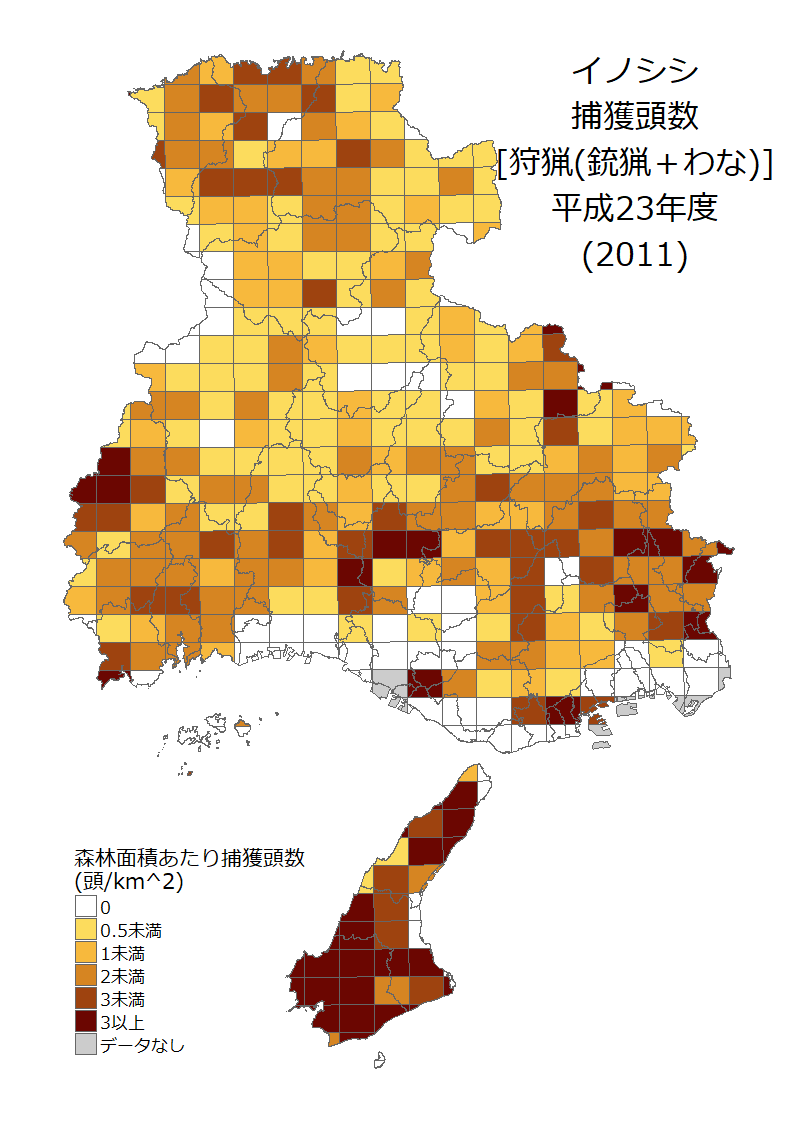 イノシシ
捕獲頭数
[狩猟(銃猟＋わな)]
平成23年度
(2011)
森林面積あたり捕獲頭数
(頭/km^2)
0
0.5未満
1未満
2未満
3未満
3以上
データなし